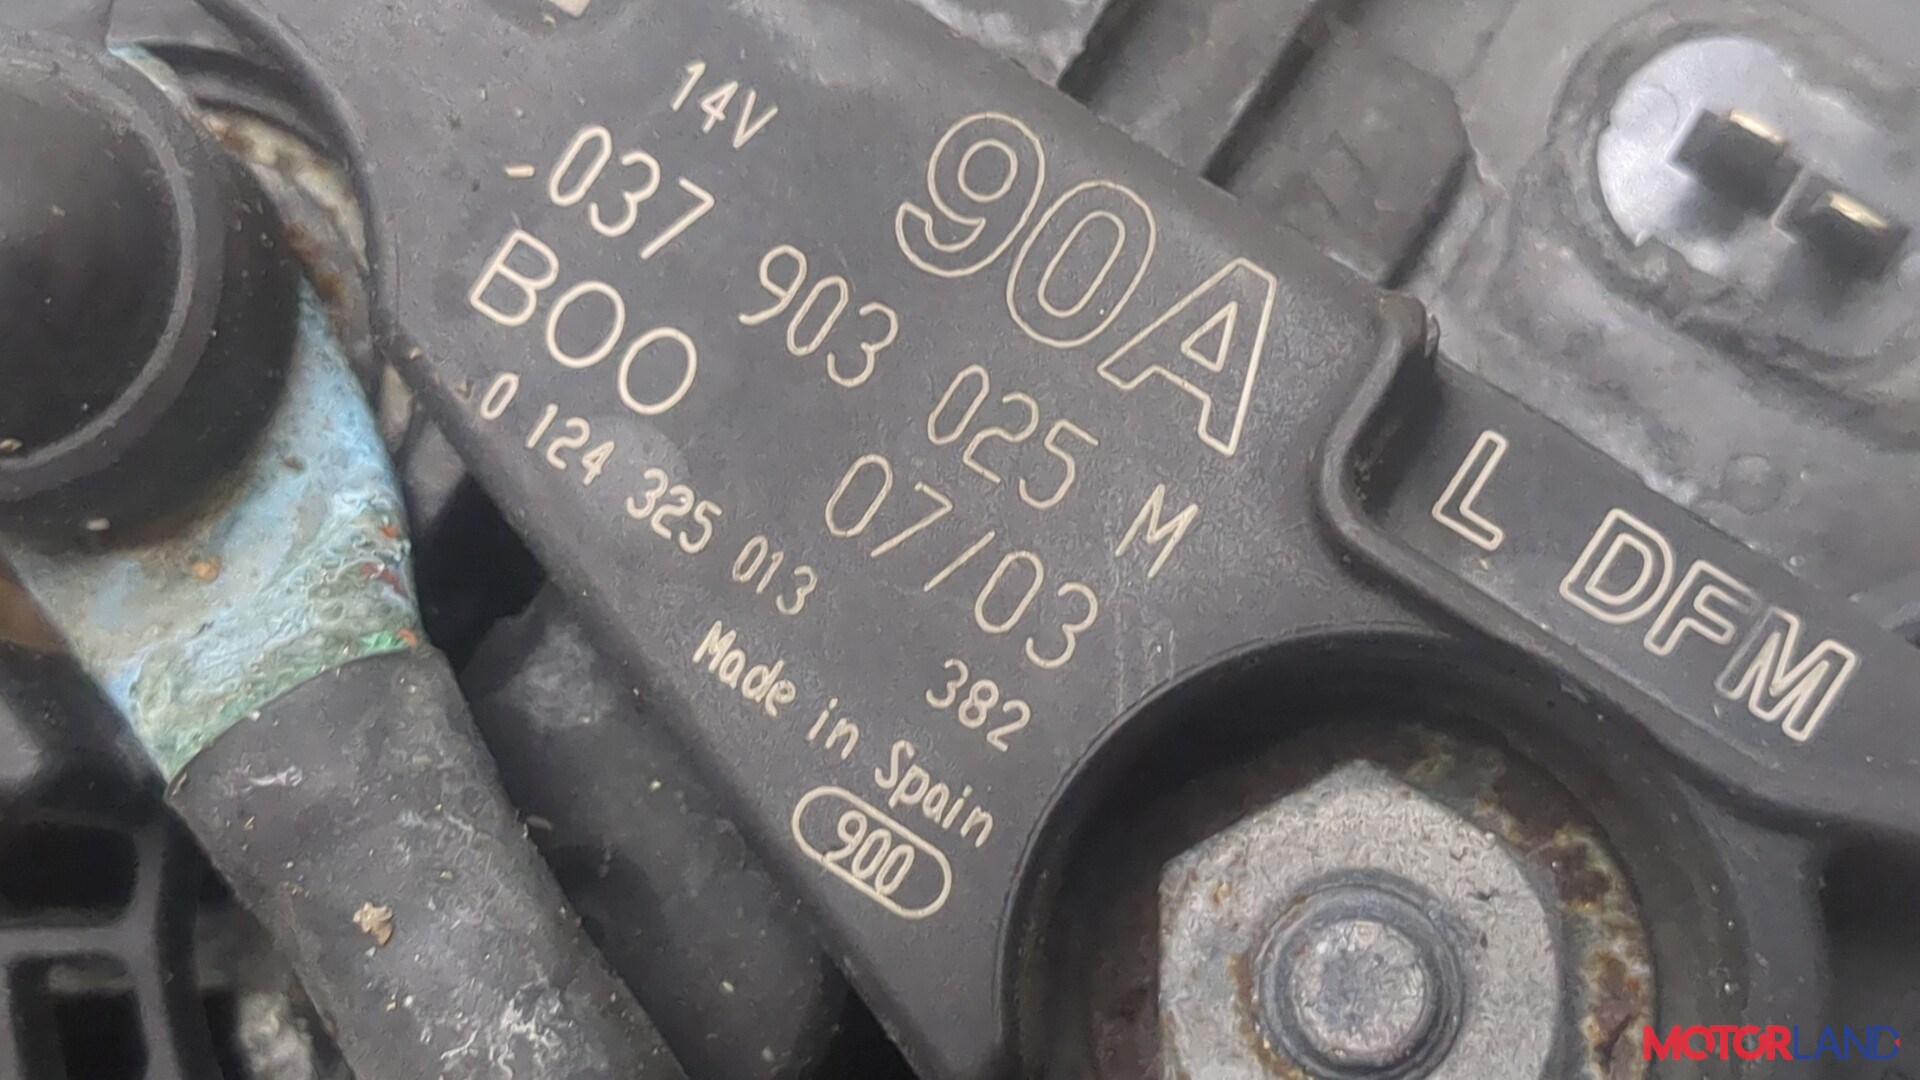 14V
90A
037 903 025 M
BOO
07/03
0 124 325 013
382
Made in Spain
900
L DFM
MOTORLAND